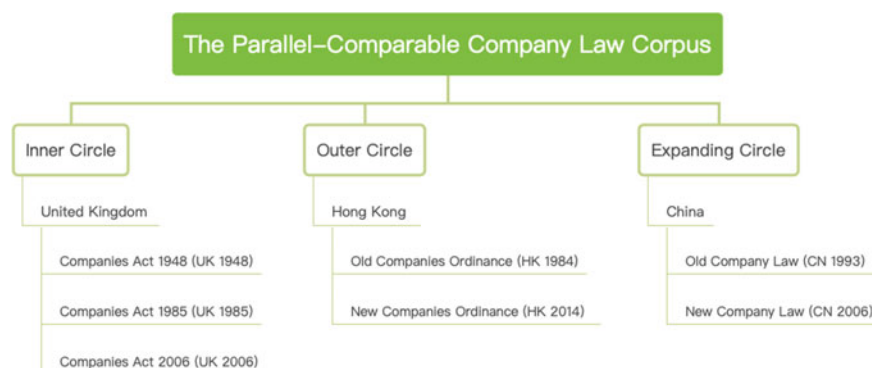 The Parallel–Comparable Company Law Corpus
Inner Circle
United Kingdom
Companies Act 1948 (UK 1948)
Companies Act 1985 (UK 1985)
Companies Act 2006 (UK 2006)
Outer Circle
Hong Kong
Old Companies Ordinance (HK 1984)
New Companies Ordinance (HK 2014)
Expanding Circle
China
Old Company Law (CN 1993)
New Company Law (CN 2006)